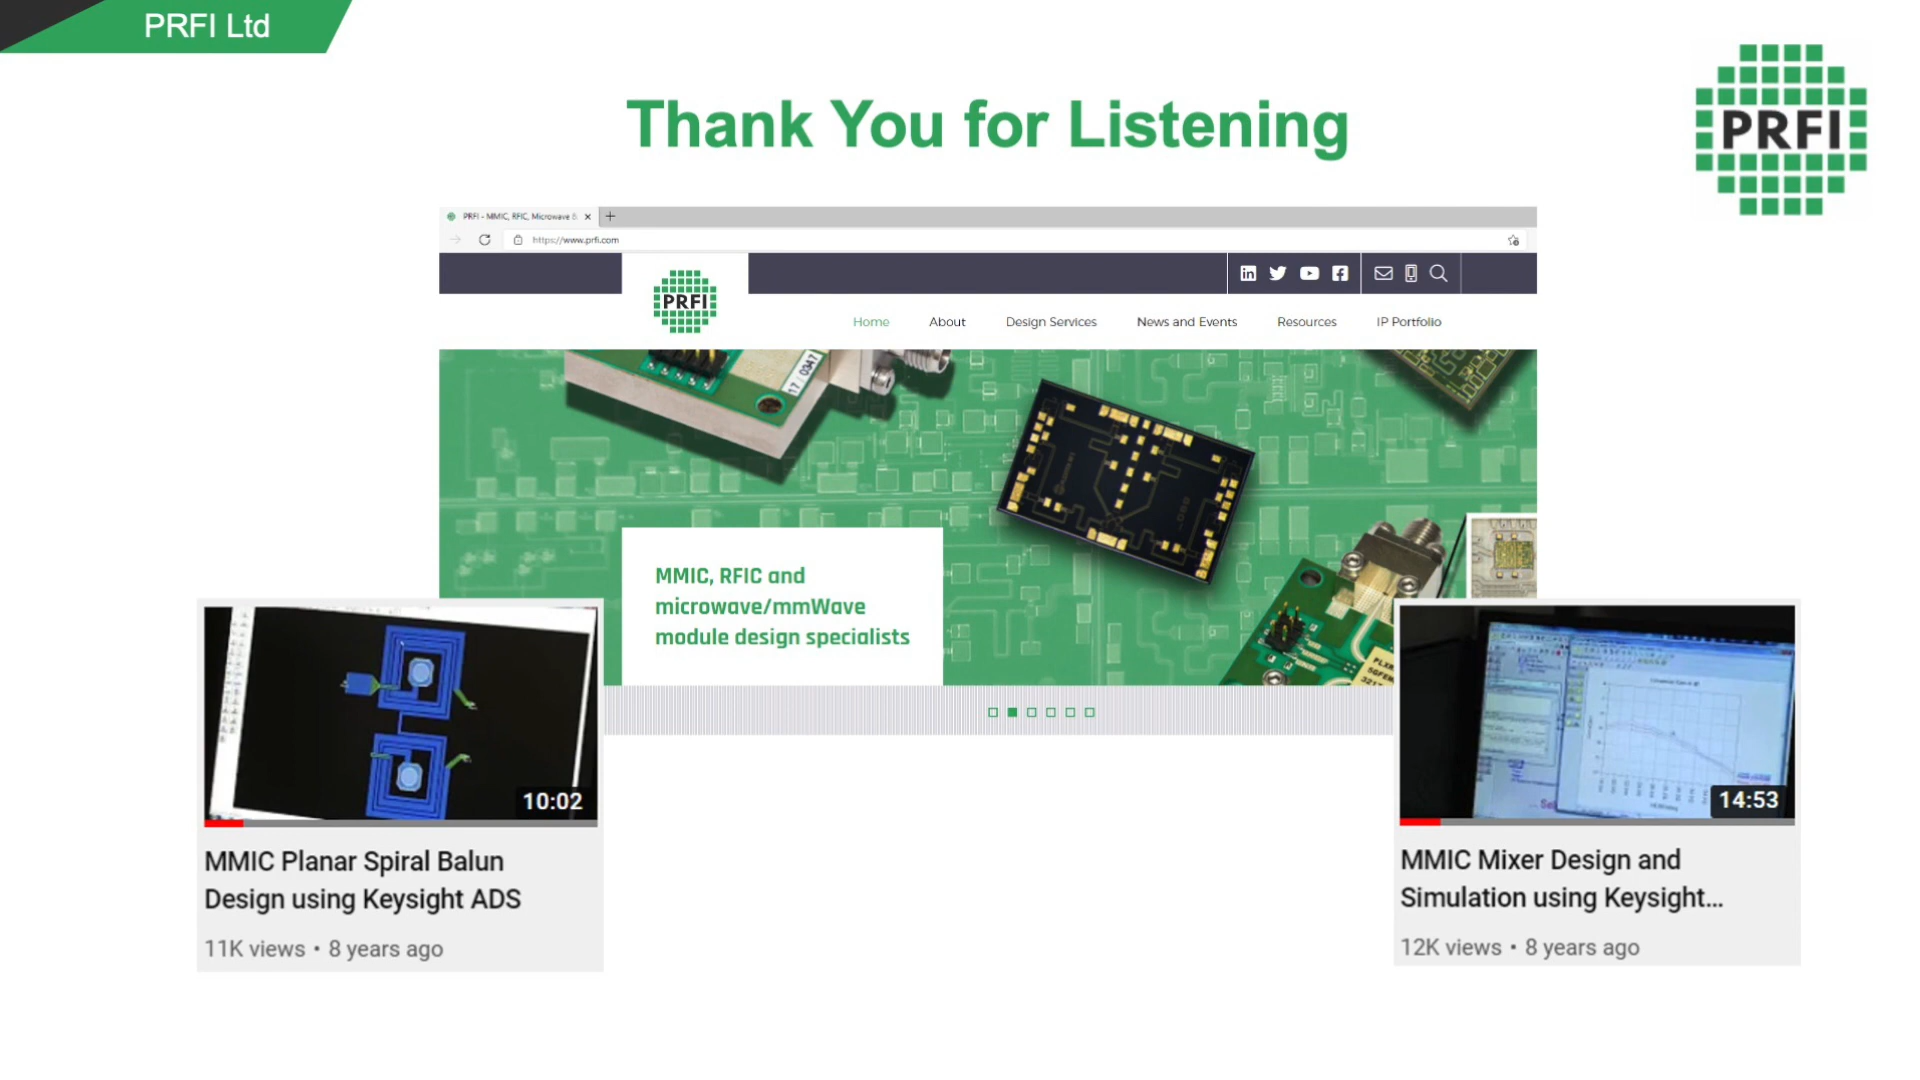 PRFI Ltd
Thank You for Listening
PRFI
PRFI - MMIC, RFIC, Microwave &
https://www.prfi.com
PRFI
Home About Design Services News and Events Resources IP Portfolio
17 / 0347
MMIC, RFIC and
microwave/mmWave
module design specialists
10:02
MMIC Planar Spiral Balun
Design using Keysight ADS
11K views • 8 years ago
14:53
MMIC Mixer Design and
Simulation using Keysight...
12K views • 8 years ago